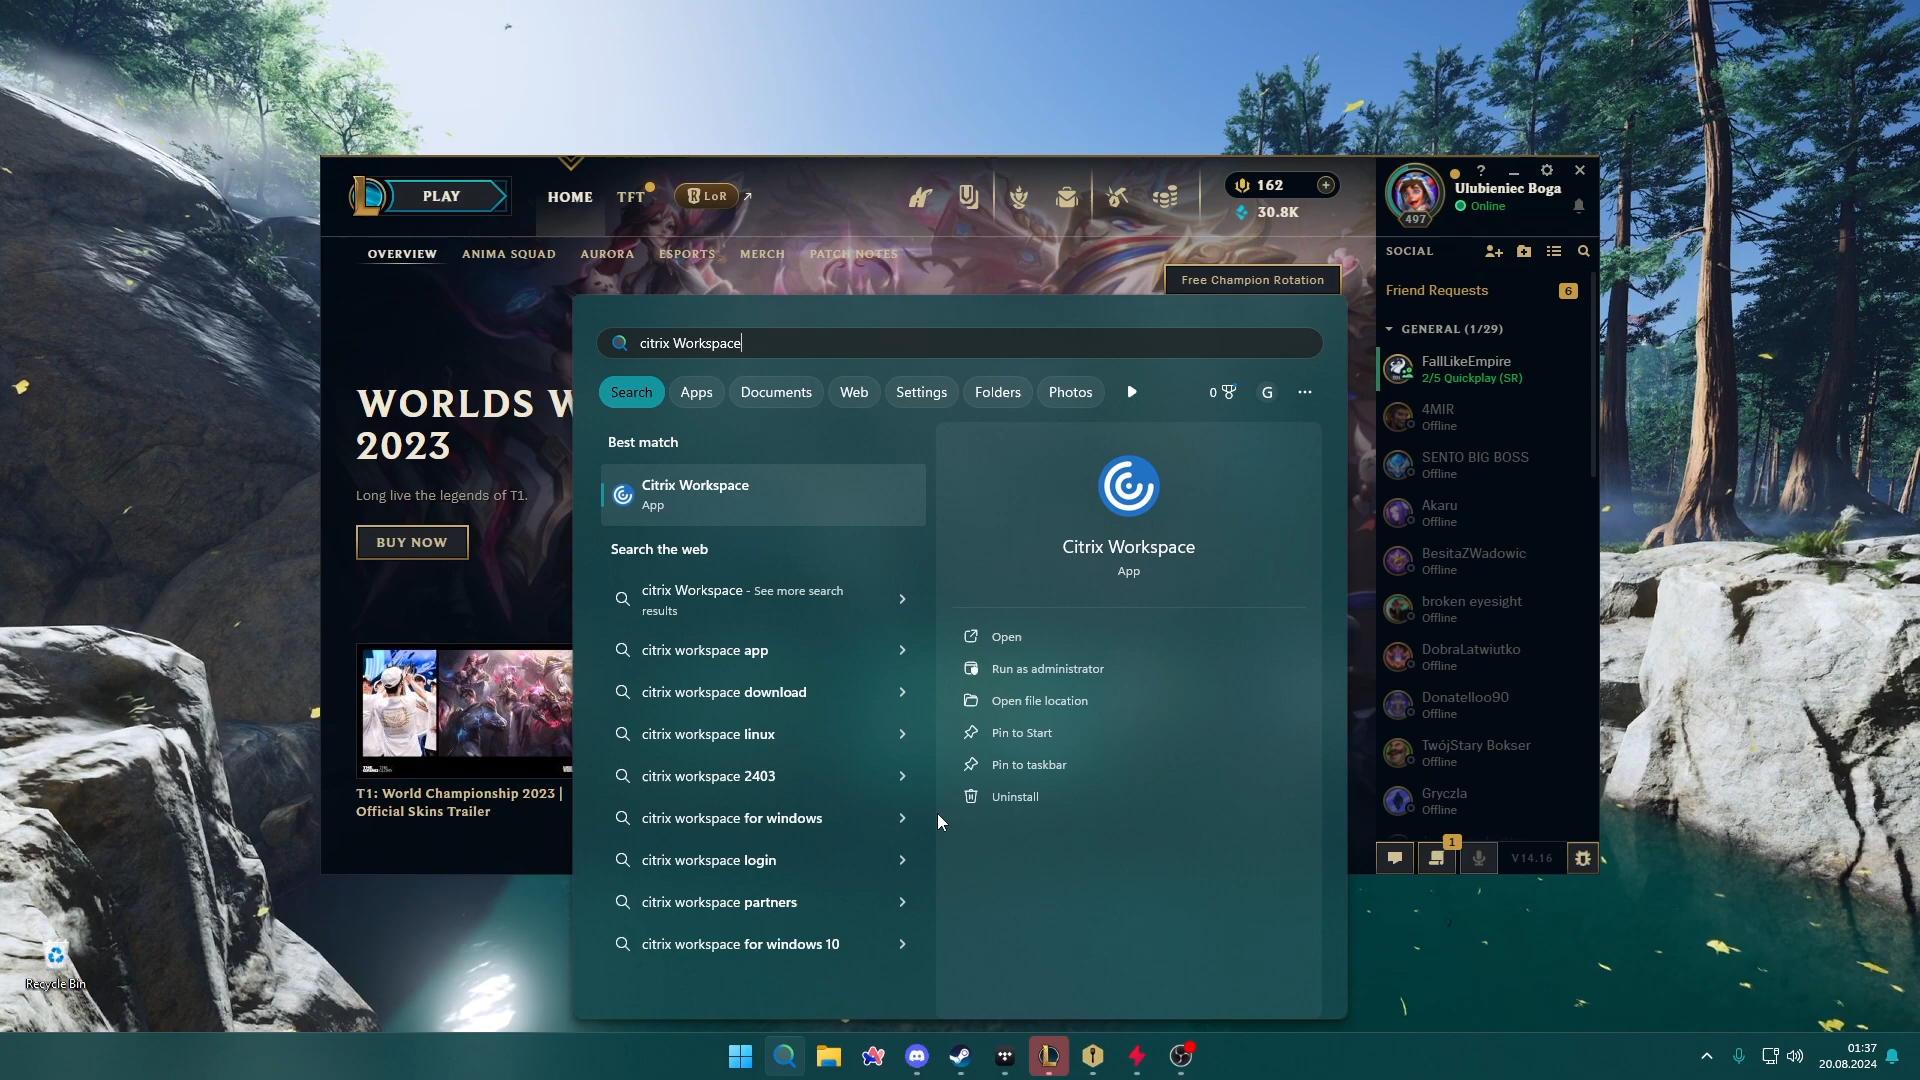 PLAY
HOME
TFT
LoR
162
30.8K
?
Ulubieniec Boga
Online
497
OVERVIEW
ANIMA SQUAD
AURORA
ESPORTS
MERCH
PATCH NOTES
Free Champion Rotation
SOCIAL
Friend Requests
6
GENERAL (1/29)
FallLikeEmpire
2/5 Quickplay (SR)
4MIR
Offline
SENTO BIG BOSS
Offline
Akaru
Offline
BesitaZWadowic
Offline
broken eyesight
Offline
DobraLatwiutko
Offline
Donatelloo90
Offline
TwójStary Bokser
Offline
Gryczla
Offline
1
V14.16
WORLDS W
2023
Long live the legends of T1.
BUY NOW
T1: World Championship 2023 |
Official Skins Trailer
citrix Workspace
Search
Apps
Documents
Web
Settings
Folders
Photos
0
G
Best match
Citrix Workspace
App
Search the web
citrix Workspace - See more search
results
citrix workspace app
citrix workspace download
citrix workspace linux
citrix workspace 2403
citrix workspace for windows
citrix workspace login
citrix workspace partners
citrix workspace for windows 10
Citrix Workspace
App
Open
Run as administrator
Open file location
Pin to Start
Pin to taskbar
Uninstall
Recycle Bin
01:37
20.08.2024